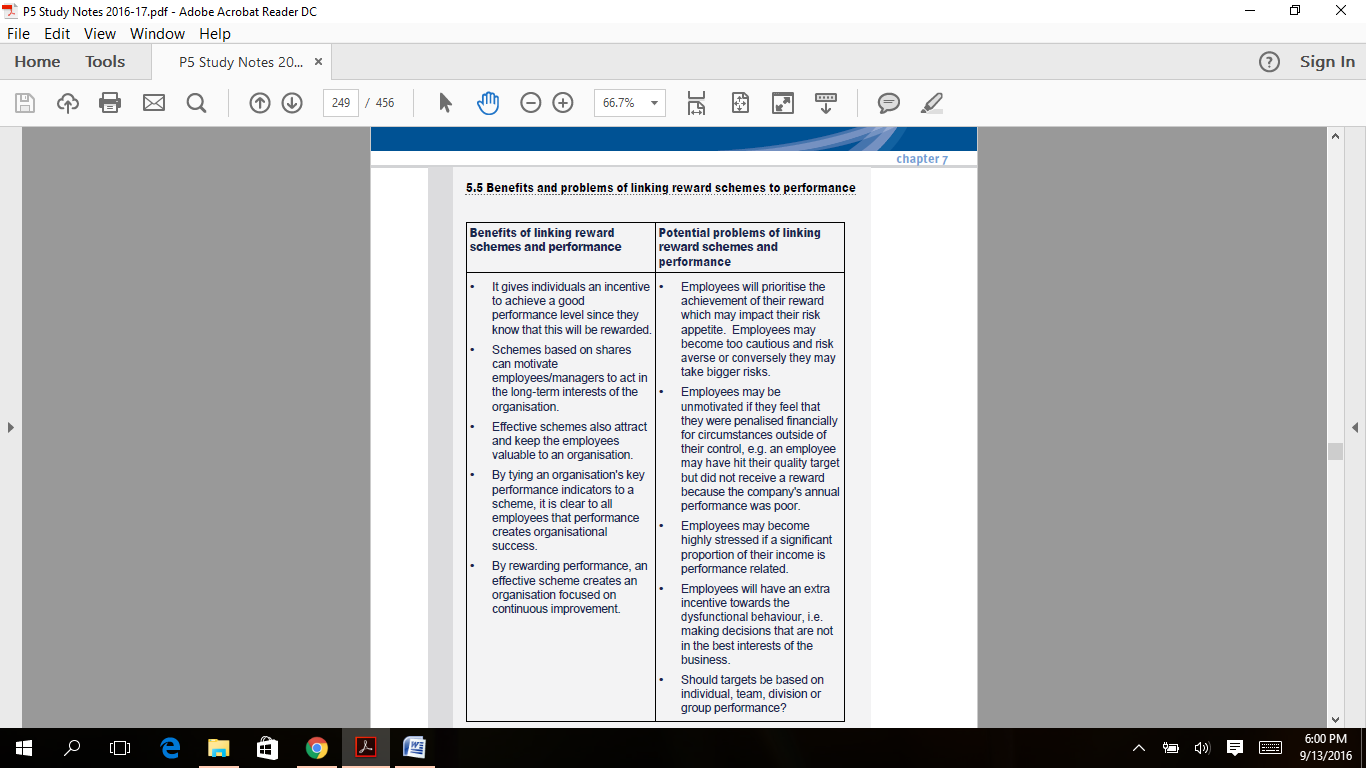 P5 Study Notes 2016-17.pdf - Adobe Acrobat Reader DC
File Edit View Window Help
Home Tools P5 Study Notes 20... × Sign In
249 / 456 66.7%
chapter 7
5.5 Benefits and problems of linking reward schemes to performance
Benefits of linking reward
schemes and performance
• It gives individuals an incentive
to achieve a good
performance level since they
know that this will be rewarded.
• Schemes based on shares
can motivate
employees/managers to act in
the long-term interests of the
organisation.
• Effective schemes also attract
and keep the employees
valuable to an organisation.
• By tying an organisation's key
performance indicators to a
scheme, it is clear to all
employees that performance
creates organisational
success.
• By rewarding performance, an
effective scheme creates an
organisation focused on
continuous improvement.
Potential problems of linking
reward schemes and
performance
• Employees will prioritise the
achievement of their reward
which may impact their risk
appetite. Employees may
become too cautious and risk
averse or conversely they may
take bigger risks.
• Employees may be
unmotivated if they feel that
they were penalised financially
for circumstances outside of
their control, e.g. an employee
may have hit their quality target
but did not receive a reward
because the company's annual
performance was poor.
• Employees may become
highly stressed if a significant
proportion of their income is
performance related.
• Employees will have an extra
incentive towards the
dysfunctional behaviour, i.e.
making decisions that are not
in the best interests of the
business.
• Should targets be based on
individual, team, division or
group performance?
6:00 PM
9/13/2016